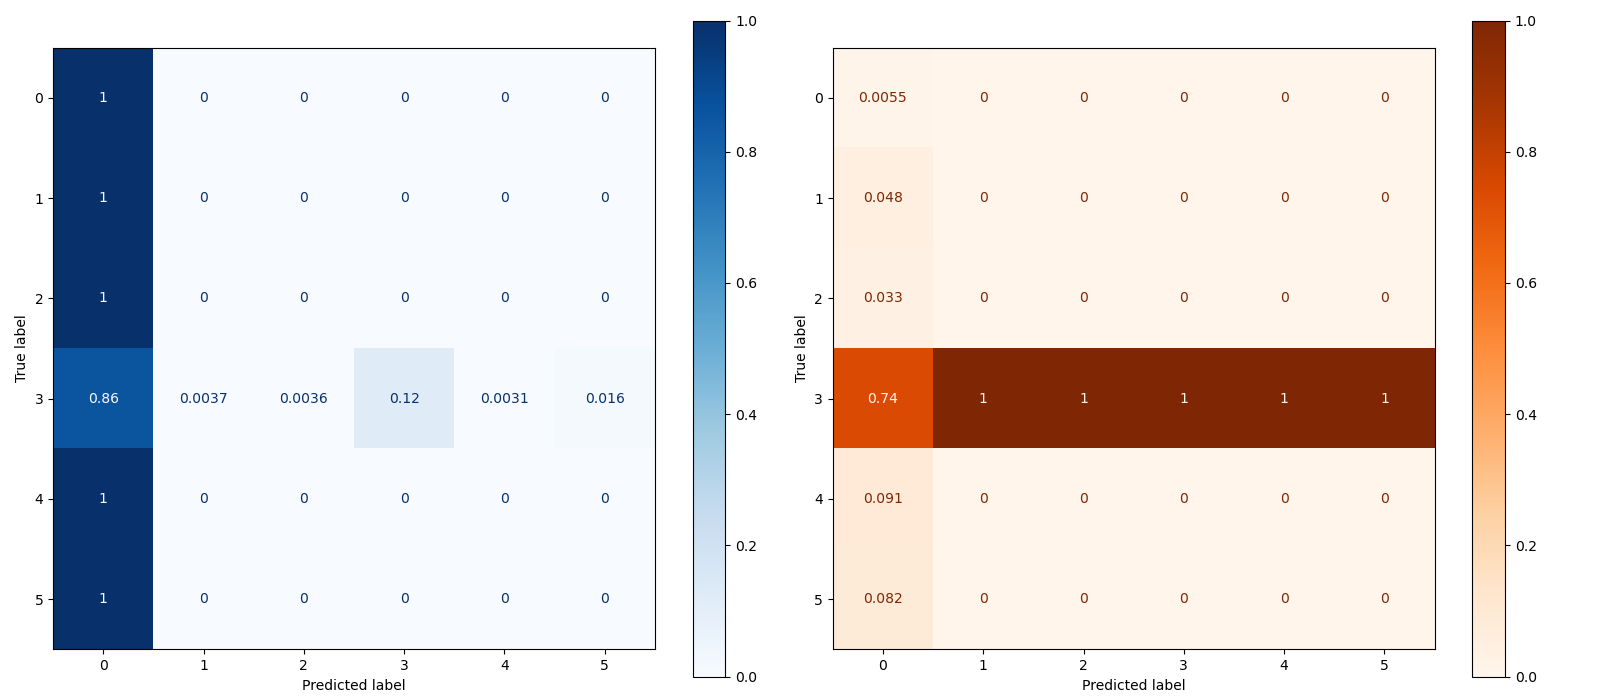 0 1 0 0 0 0 0
1 1 0 0 0 0 0
2 1 0 0 0 0 0
3 0.86 0.0037 0.0036 0.12 0.0031 0.016
4 1 0 0 0 0 0
5 1 0 0 0 0 0
0 1 2 3 4 5
Predicted label
True label
1.0
0.8
0.6
0.4
0.2
0.0
0 0.0055 0 0 0 0 0
1 0.048 0 0 0 0 0
2 0.033 0 0 0 0 0
3 0.74 1 1 1 1 1
4 0.091 0 0 0 0 0
5 0.082 0 0 0 0 0
0 1 2 3 4 5
Predicted label
True label
1.0
0.8
0.6
0.4
0.2
0.0